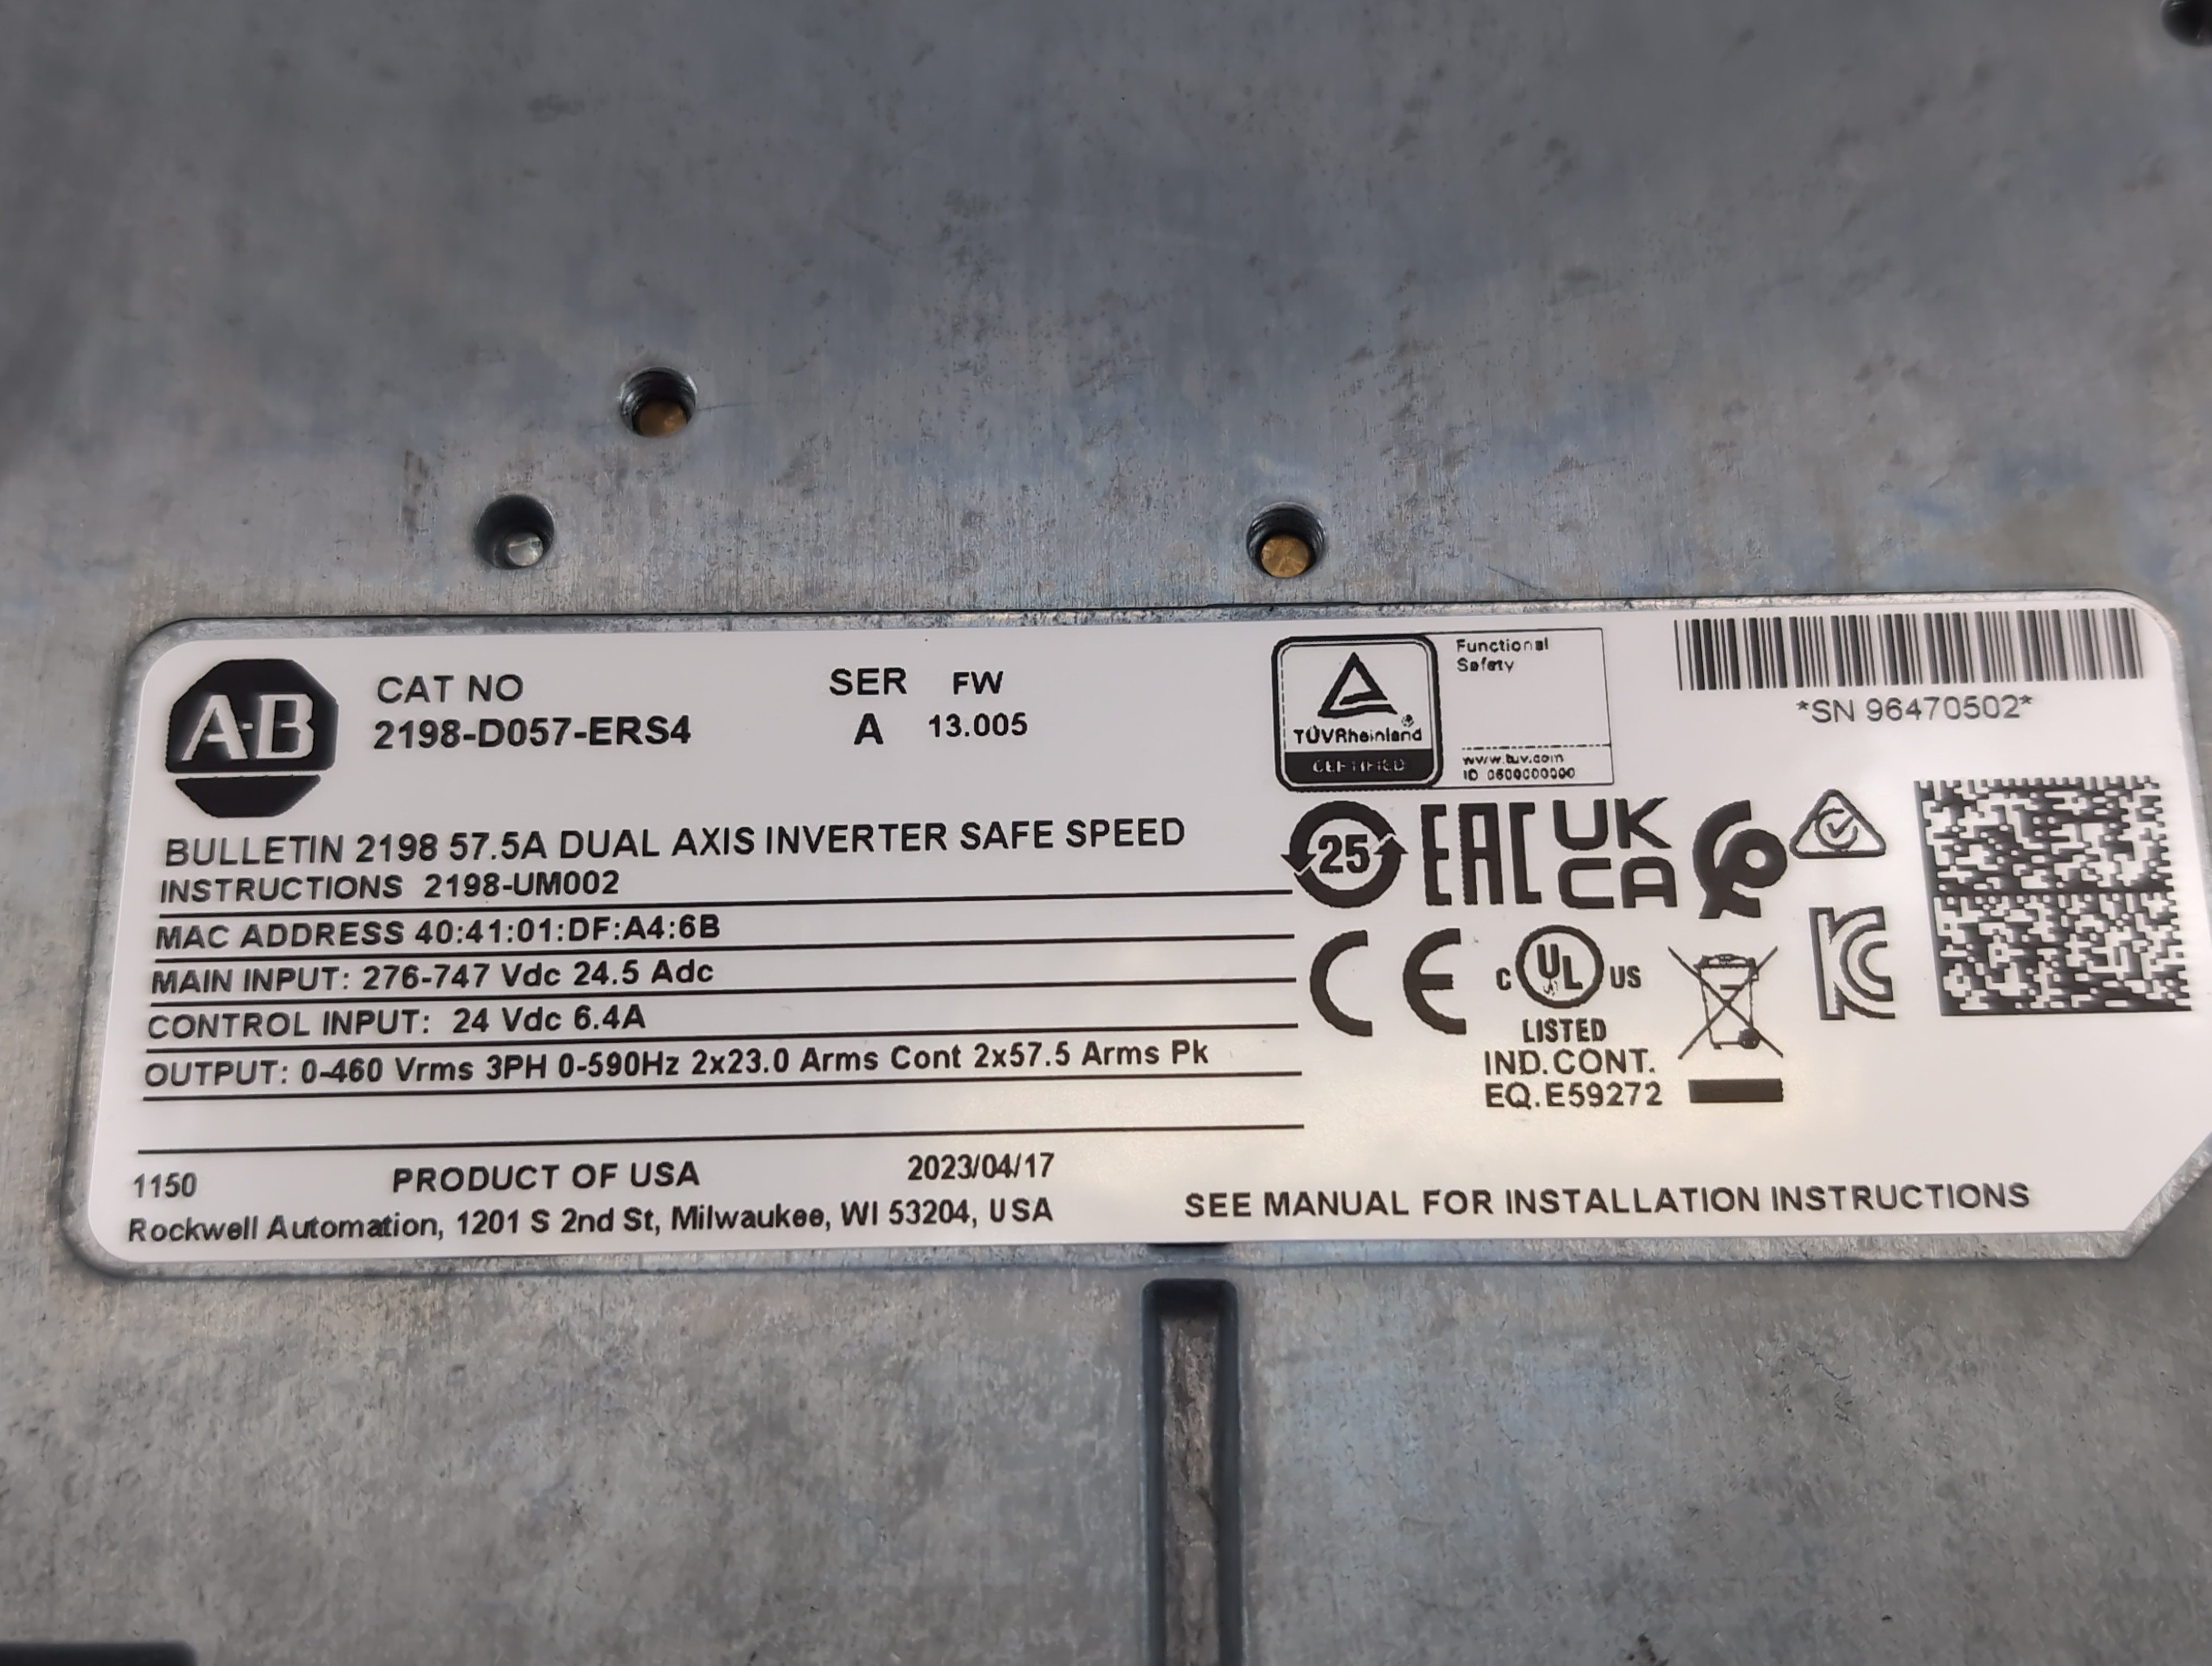 A-B
CAT NO
2198-D057-ERS4
SER
A
FW
13.005
BULLETIN 2198 57.5A DUAL AXIS INVERTER SAFE SPEED
INSTRUCTIONS 2198-UM002
MAC ADDRESS 40:41:01:DF:A4:6B
MAIN INPUT: 276-747 Vdc 24.5 Adc
CONTROL INPUT: 24 Vdc 6.4A
OUTPUT: 0-460 Vrms 3PH 0-590Hz 2x23.0 Arms Cont 2x57.5 Arms Pk
1150
PRODUCT OF USA
2023/04/17
Rockwell Automation, 1201 S 2nd St, Milwaukee, WI 53204, USA
TÜVRheinland
CERTIFIED
Functional
Safety
www.tuv.com
ID 0600000000
*SN 96470502*
25
EAC
UK
CA
CE
C UL US
LISTED
IND.CONT.
EQ.E59272
KC
SEE MANUAL FOR INSTALLATION INSTRUCTIONS